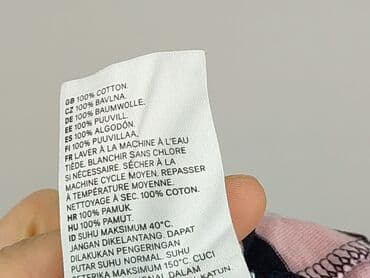 GB 100% COTTON.
CZ 100% BAVLNA.
DE 100% BAUMWOLLE.
EE 100% PUUVILL.
ES 100% ALGODÓN.
FI 100% PUUVILLAA.
FR LAVER À LA MACHINE À L'EAU
TIÈDE. BLANCHIR SANS CHLORE
SI NÉCESSAIRE. SÉCHER À LA
MACHINE CYCLE MOYEN. REPASSER
À TEMPÉRATURE MOYENNE.
NETTOYAGE À SEC. 100% COTON.
HR 100% PAMUK.
HU 100% PAMUT.
ID SUHU MAKSIMUM 40°C.
JANGAN DIKELANTANG. DAPAT
DILAKUKAN PENGERINGAN
PUTAR SUHU NORMAL. SUHU
SETERIKA MAKSIMUM 150°C. CUCI
KATUN